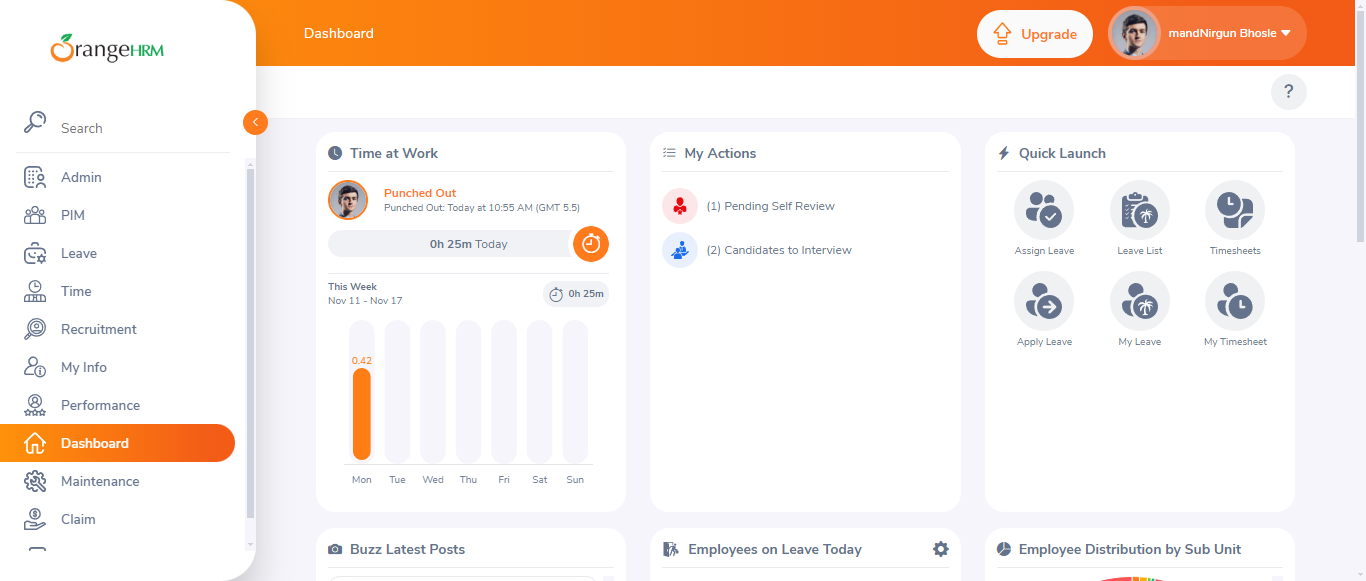 OrangeHRM
Search
Admin
PIM
Leave
Time
Recruitment
My Info
Performance
Dashboard
Maintenance
Claim
Dashboard
Upgrade
mandNirgun Bhosle
?
Time at Work
Punched Out
Punched Out: Today at 10:55 AM (GMT 5.5)
0h 25m Today
This Week
Nov 11 - Nov 17
0h 25m
0.42
Mon Tue Wed Thu Fri Sat Sun
My Actions
(1) Pending Self Review
(2) Candidates to Interview
Quick Launch
Assign Leave Leave List Timesheets
Apply Leave My Leave My Timesheet
Buzz Latest Posts
Employees on Leave Today
Employee Distribution by Sub Unit